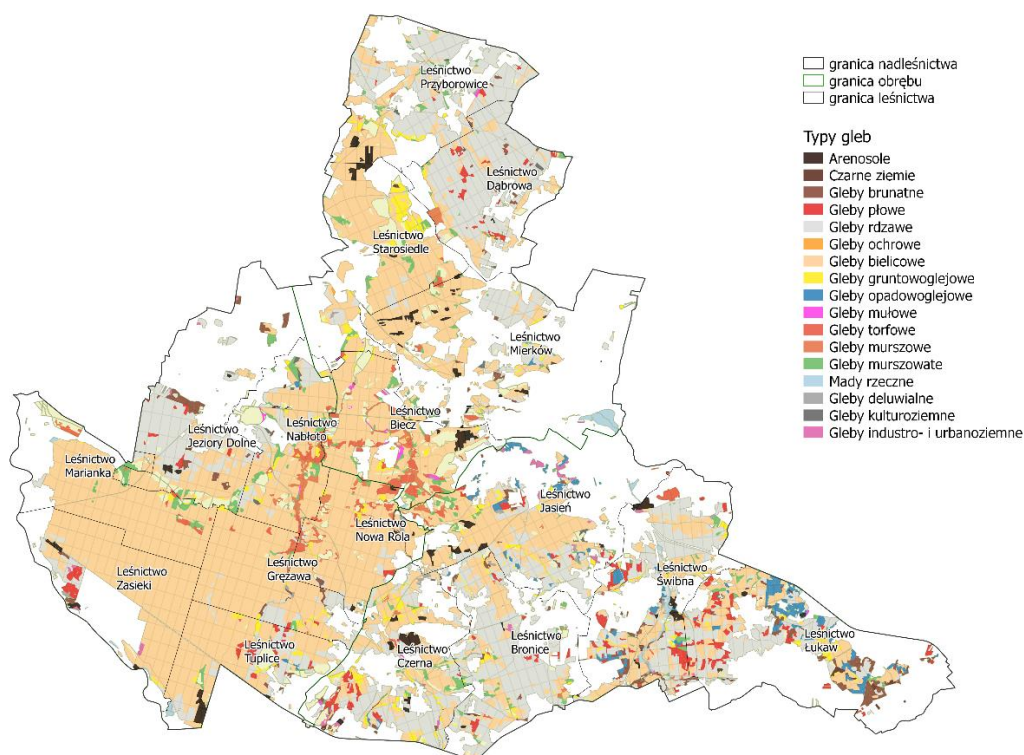 Leśnictwo
Przyborowice
Leśnictwo
Dąbrowa
Leśnictwo
Starosiedle
Leśnictwo
Mierków
Leśnictwo
Biecz
Leśnictwo
Nabłoto
Leśnictwo
Jeziory Dolne
Leśnictwo
Marianka
Leśnictwo
Jasień
Leśnictwo
Nowa Rola
Leśnictwo
Zasieki
Leśnictwo
Gręzawa
Leśnictwo
Świbna
Leśnictwo
Tuplice
Leśnictwo
Czerna
Leśnictwo
Bronice
Leśnictwo
Łukaw
granica nadleśnictwa
granica obrębu
granica leśnictwa
Typy gleb
Arenosole
Czarne ziemie
Gleby brunatne
Gleby płowe
Gleby rdzawe
Gleby ochrowe
Gleby bielicowe
Gleby gruntowoglejowe
Gleby opadowoglejowe
Gleby mułowe
Gleby torfowe
Gleby murszowe
Gleby murszowate
Mady rzeczne
Gleby deluwialne
Gleby kulturoziemne
Gleby industro- i urbanoziemne